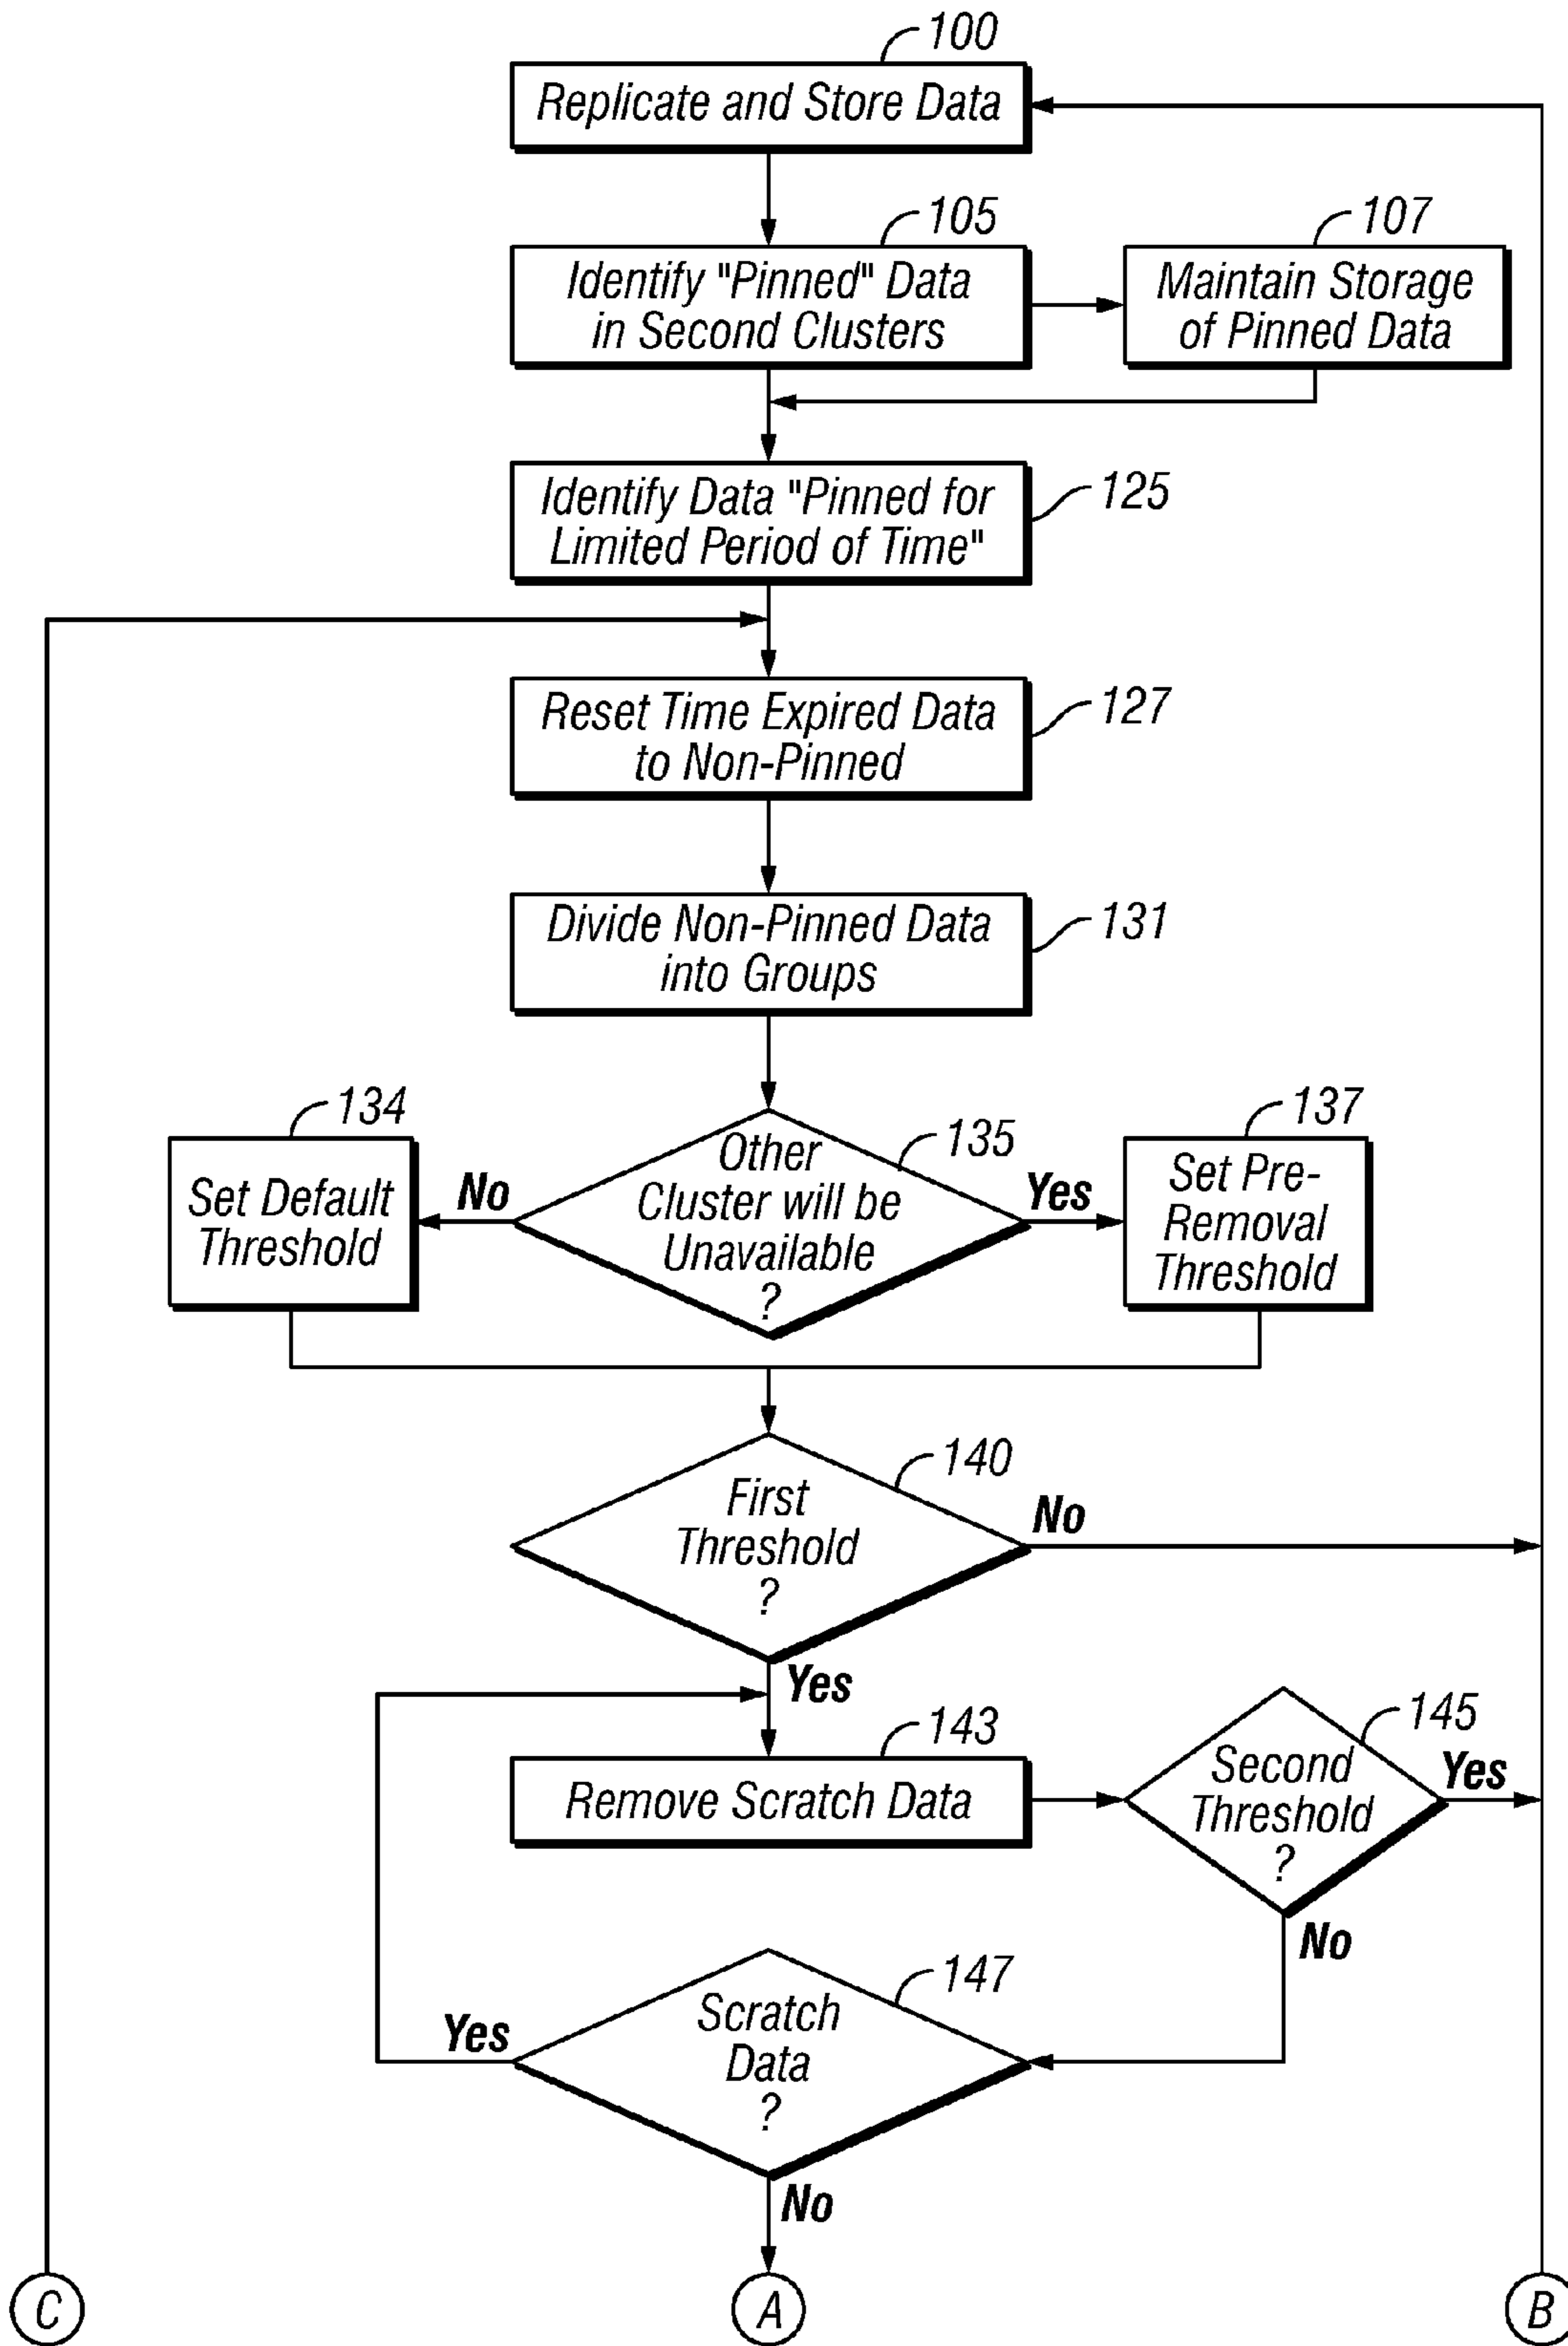 100
Replicate and Store Data
105
Identify "Pinned" Data
in Second Clusters
107
Maintain Storage
of Pinned Data
Identify Data "Pinned for
Limited Period of Time"
125
Reset Time Expired Data
to Non-Pinned
127
Divide Non-Pinned Data
into Groups
131
134
Set Default
Threshold
No
135
Other
Cluster will be
Unavailable
?
Yes
137
Set Pre-
Removal
Threshold
140
First
Threshold
?
No
Yes
143
Remove Scratch Data
145
Second
Threshold
?
Yes
No
147
Scratch
Data
?
Yes
No
C
A
B